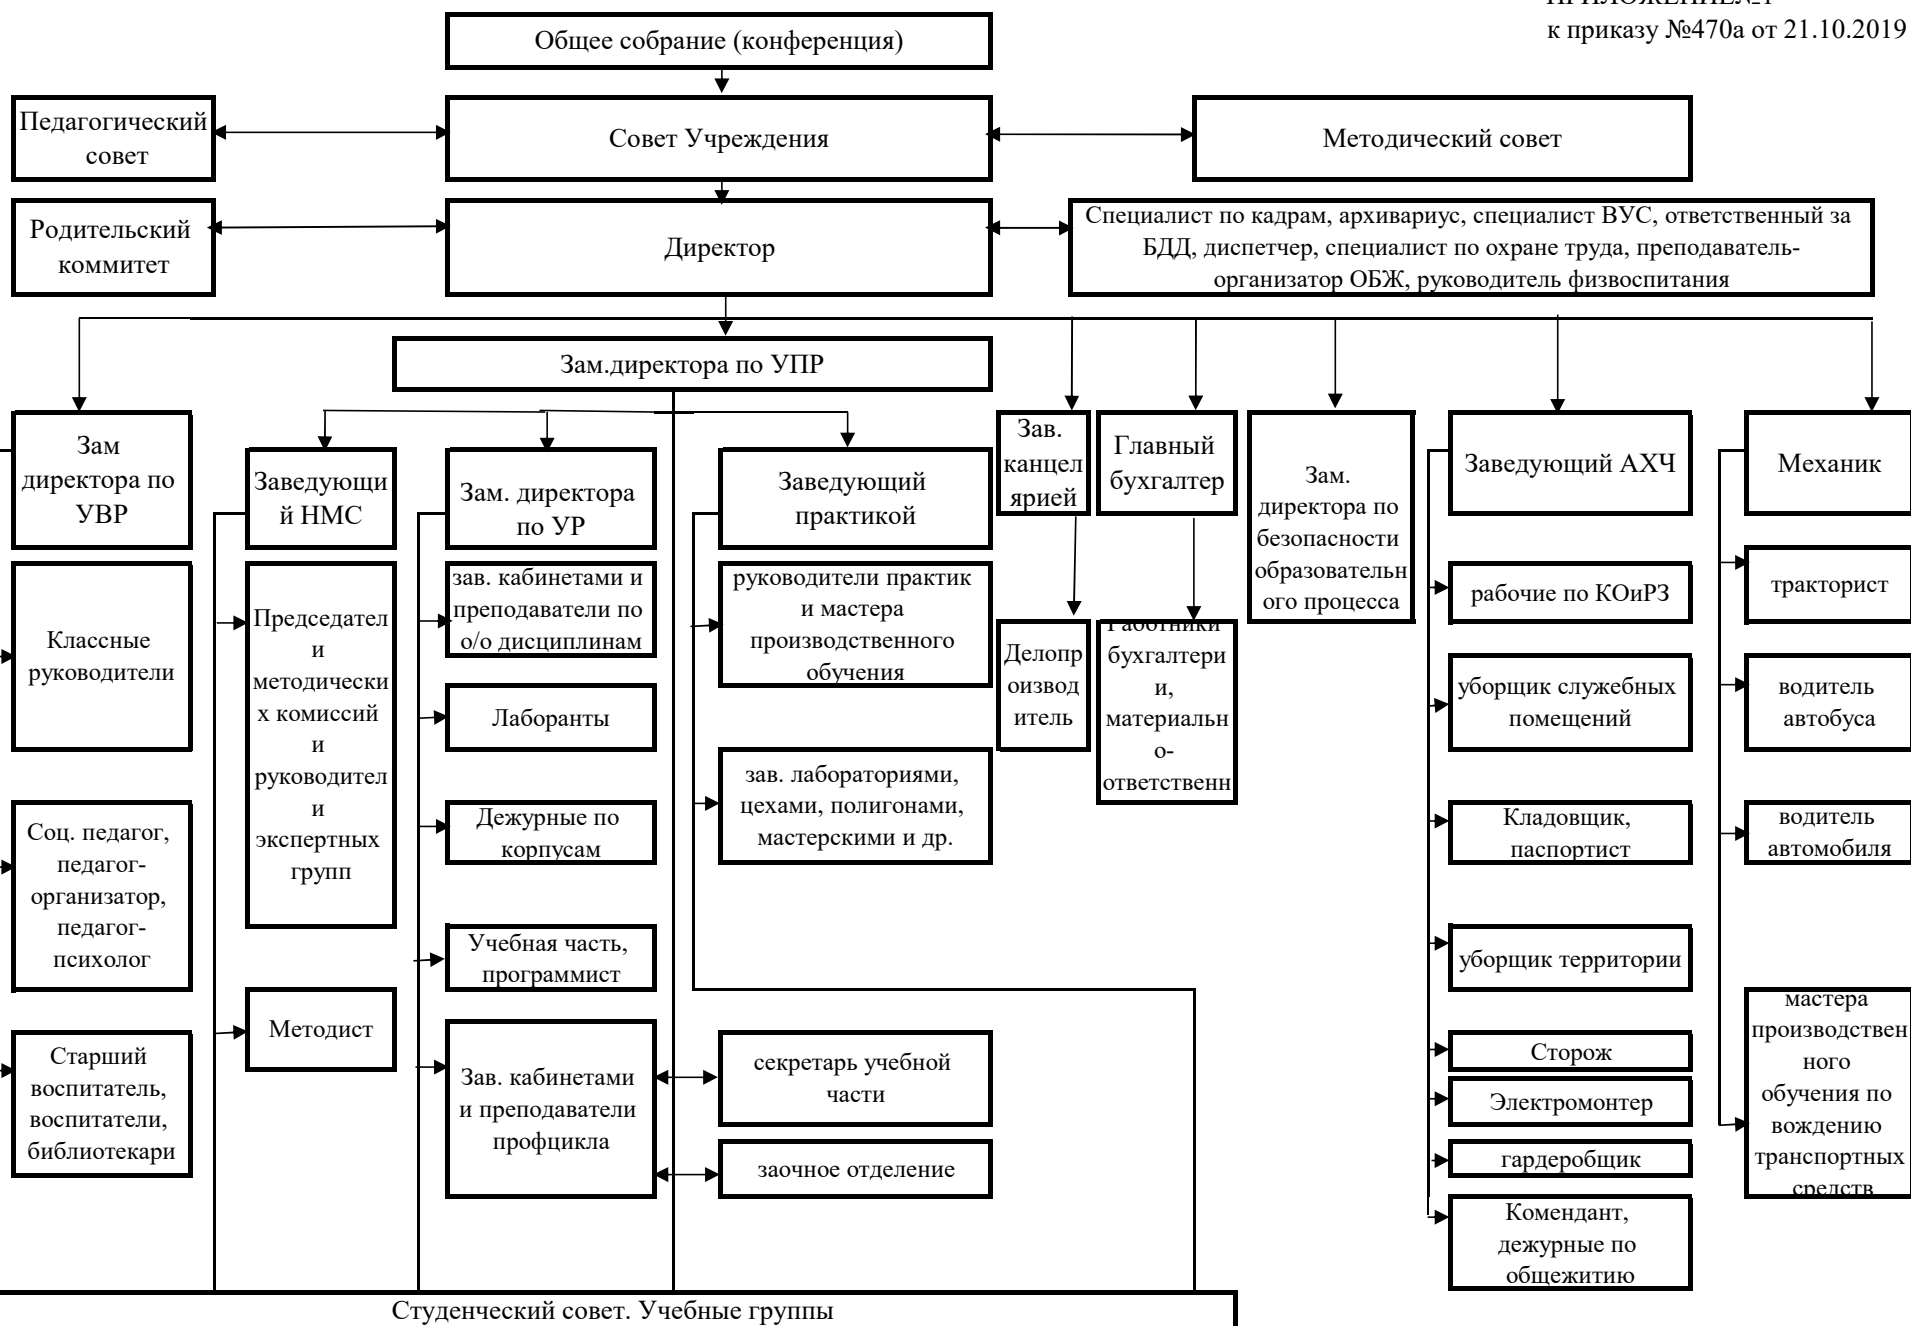 ПРИЛОЖЕНИЕ№1
к приказу №470а от 21.10.2019
Общее собрание (конференция)
Педагогический
совет
Совет Учреждения
Методический совет
Родительский
коммитет
Директор
Специалист по кадрам, архивариус, специалист ВУС, ответственный за
БДД, диспетчер, специалист по охране труда, преподаватель-
организатор ОБЖ, руководитель физвоспитания
Зам.директора по УПР
Зам
директора по
УВР
Заведующи
й НМС
Зам. директора
по УР
Заведующий
практикой
Зав.
канцел
ярией
Главный
бухгалтер
Зам.
директора по
безопасности
образовательн
ого процесса
Заведующий АХЧ
Механик
Классные
руководители
Соц. педагог,
педагог-
организатор,
педагог-
психолог
Старший
воспитатель,
воспитатели,
библиотекари
Председател
и
методически
х комиссий
и
руководител
и
экспертных
групп
Методист
зав. кабинетами и
преподаватели по
о/о дисциплинам
Лаборанты
Дежурные по
корпусам
Учебная часть,
программист
Зав. кабинетами
и преподаватели
профцикла
руководители практик
и мастера
производственного
обучения
зав. лабораториями,
цехами, полигонами,
мастерскими и др.
секретарь учебной
части
заочное отделение
Делопр
оизвод
итель
Работники
бухгалтери
и,
материальн
о-
ответственн
рабочие по КОиРЗ
уборщик служебных
помещений
Кладовщик,
паспортист
уборщик территории
Сторож
Электромонтер
гардеробщик
Комендант,
дежурные по
общежитию
тракторист
водитель
автобуса
водитель
автомобиля
мастера
производствен
ного
обучения по
вождению
транспортных
средств
Студенческий совет. Учебные группы